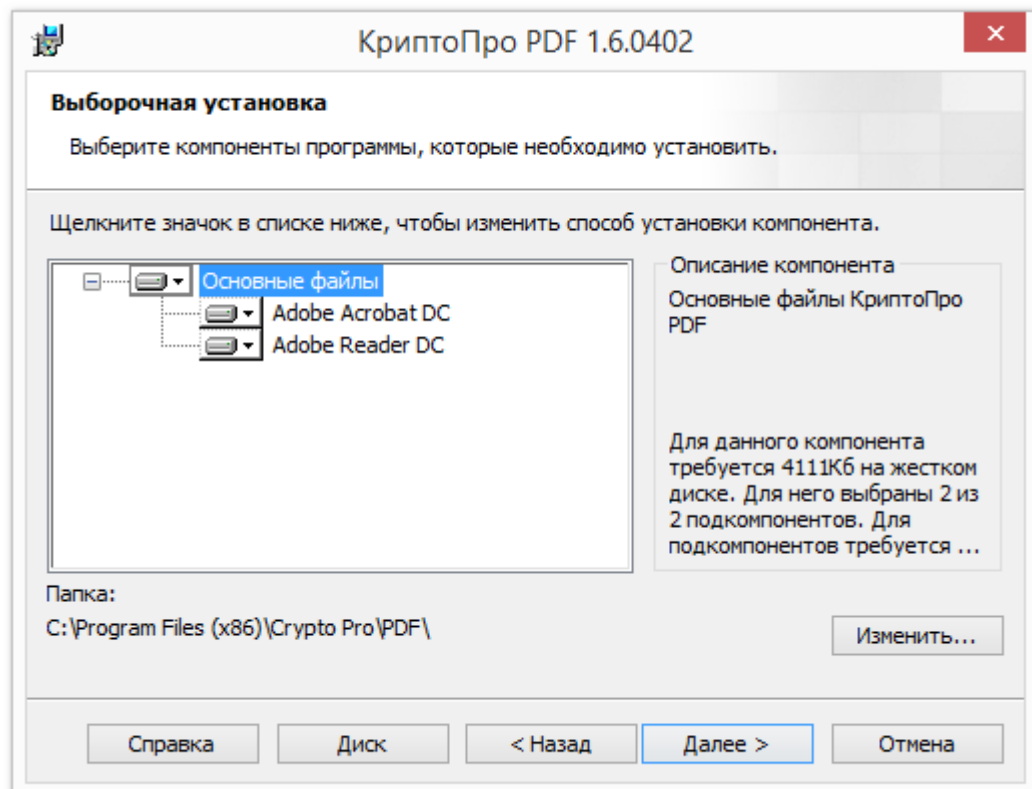 КриптоПро PDF 1.6.0402
Выборочная установка
Выберите компоненты программы, которые необходимо установить.
Щелкните значок в списке ниже, чтобы изменить способ установки компонента.
Основные файлы
Adobe Acrobat DC
Adobe Reader DC
Описание компонента
Основные файлы КриптоПро
PDF
Для данного компонента
требуется 4111Кб на жестком
диске. Для него выбраны 2 из
2 подкомпонентов. Для
подкомпонентов требуется ...
Папка:
C:\Program Files (x86)\Crypto Pro\PDF\
Изменить...
Справка
Диск
< Назад
Далее >
Отмена